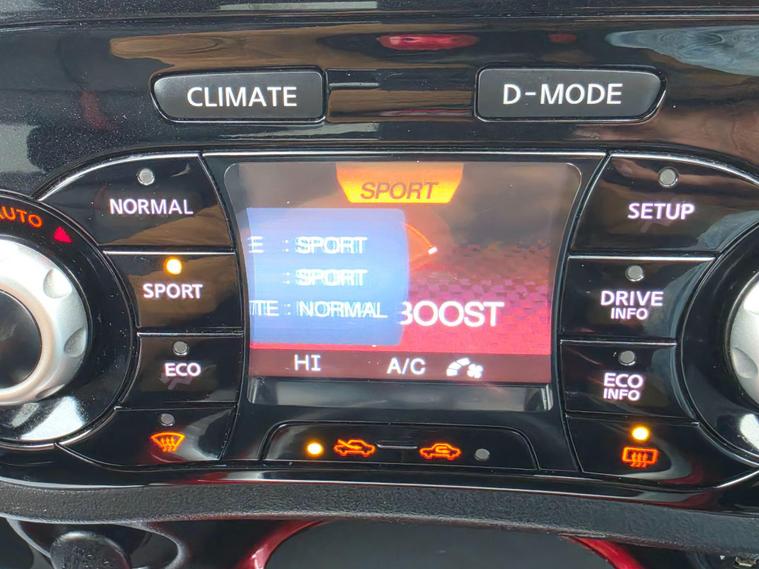 CLIMATE
D-MODE
AUTO
NORMAL
SPORT
ECO
SPORT
E : SPORT
: SPORT
TE : NORMAL
BOOST
HI
A/C
SETUP
DRIVE
INFO
ECO
INFO